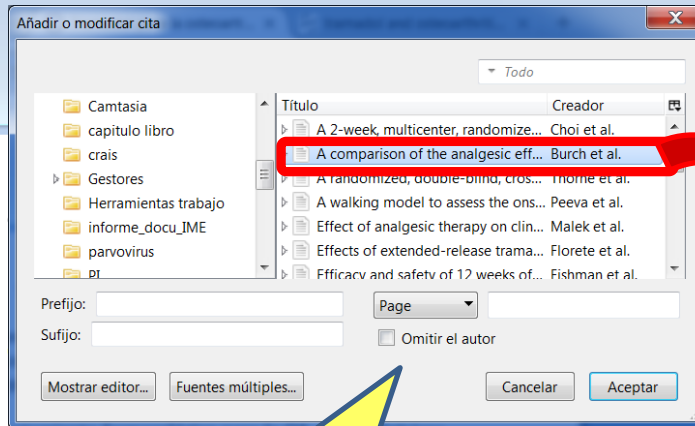 Añadir o modificar cita
Todo
Camtasia
capitulo libro
crais
Gestores
Herramientas trabajo
informe_docu_IME
parvovirus
PI
Título Creador
A 2-week, multicenter, randomize... Choi et al.
A comparison of the analgesic eff... Burch et al.
A randomized, double-blind, cros... Thorne et al.
A walking model to assess the ons... Peeva et al.
Effect of analgesic therapy on clin... Malek et al.
Effects of extended-release trama... Florete et al.
Efficacy and safety of 12 weeks of... Fishman et al.
Prefijo:
Page
Sufijo:
Omitir el autor
Mostrar editor... Fuentes múltiples... Cancelar Aceptar